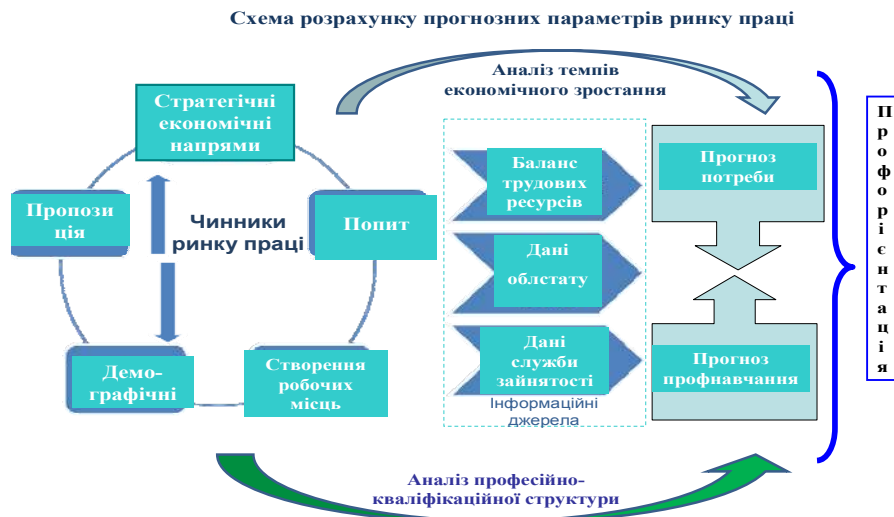 Схема розрахунку прогнозних параметрів ринку праці
Аналіз темпів
економічного зростання
Стратегічні
економічні
напрями
Пропози
ція
Чинники
ринку праці
Попит
Демо-
графічні
Створення
робочих
місць
Баланс
трудових
ресурсів
Дані
облстату
Дані
служби
зайнятості
Інформаційні
джерела
Прогноз
потреби
Прогноз
профнавчання
Профорієнтація
Аналіз професійно-
кваліфікаційної структури